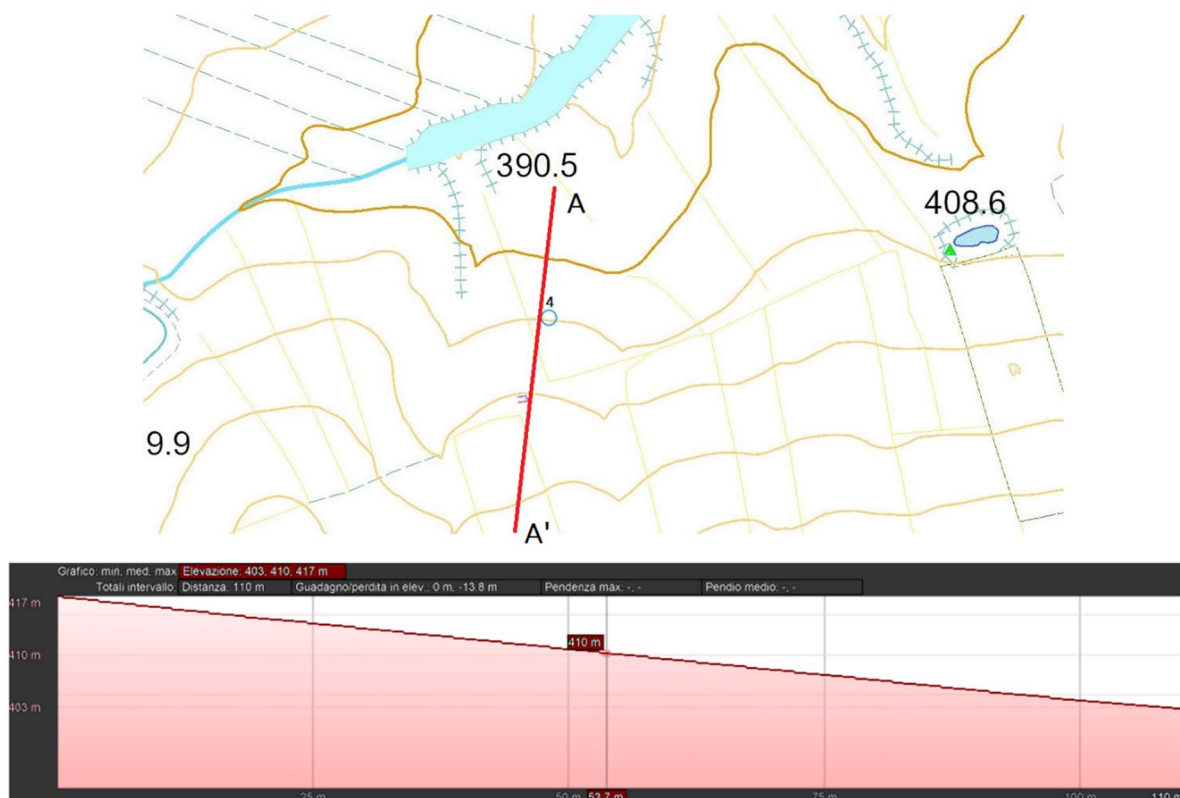 390.5
A
408.6
4
9.9
A'
Grafico: min. med. max Elevazione: 403, 410, 417 m
Totali intervallo: Distanza: 110 m Guadagno/perdita in elev.: 0 m. -13.8 m Pendenza max: -. - Pendio medio: -. -
417 m
410 m
410 m
403 m
25 m 50 m 53.7 m 75 m 100 m 110 m